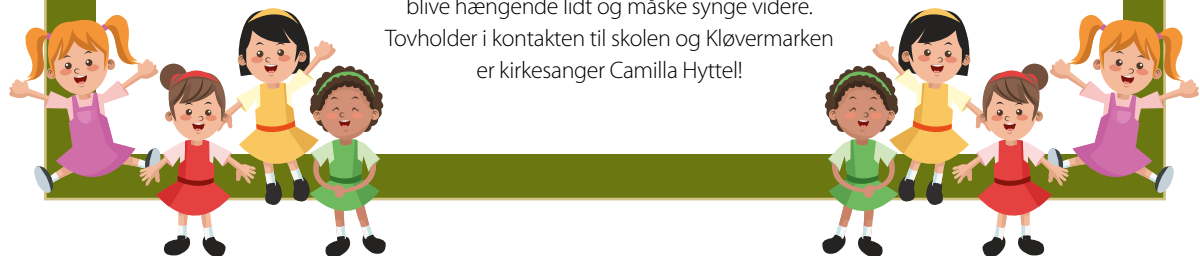 blive hængende lidt og måske synge videre.
Tovholder i kontakten til skolen og Kløvermarken
er kirkesanger Camilla Hyttel!